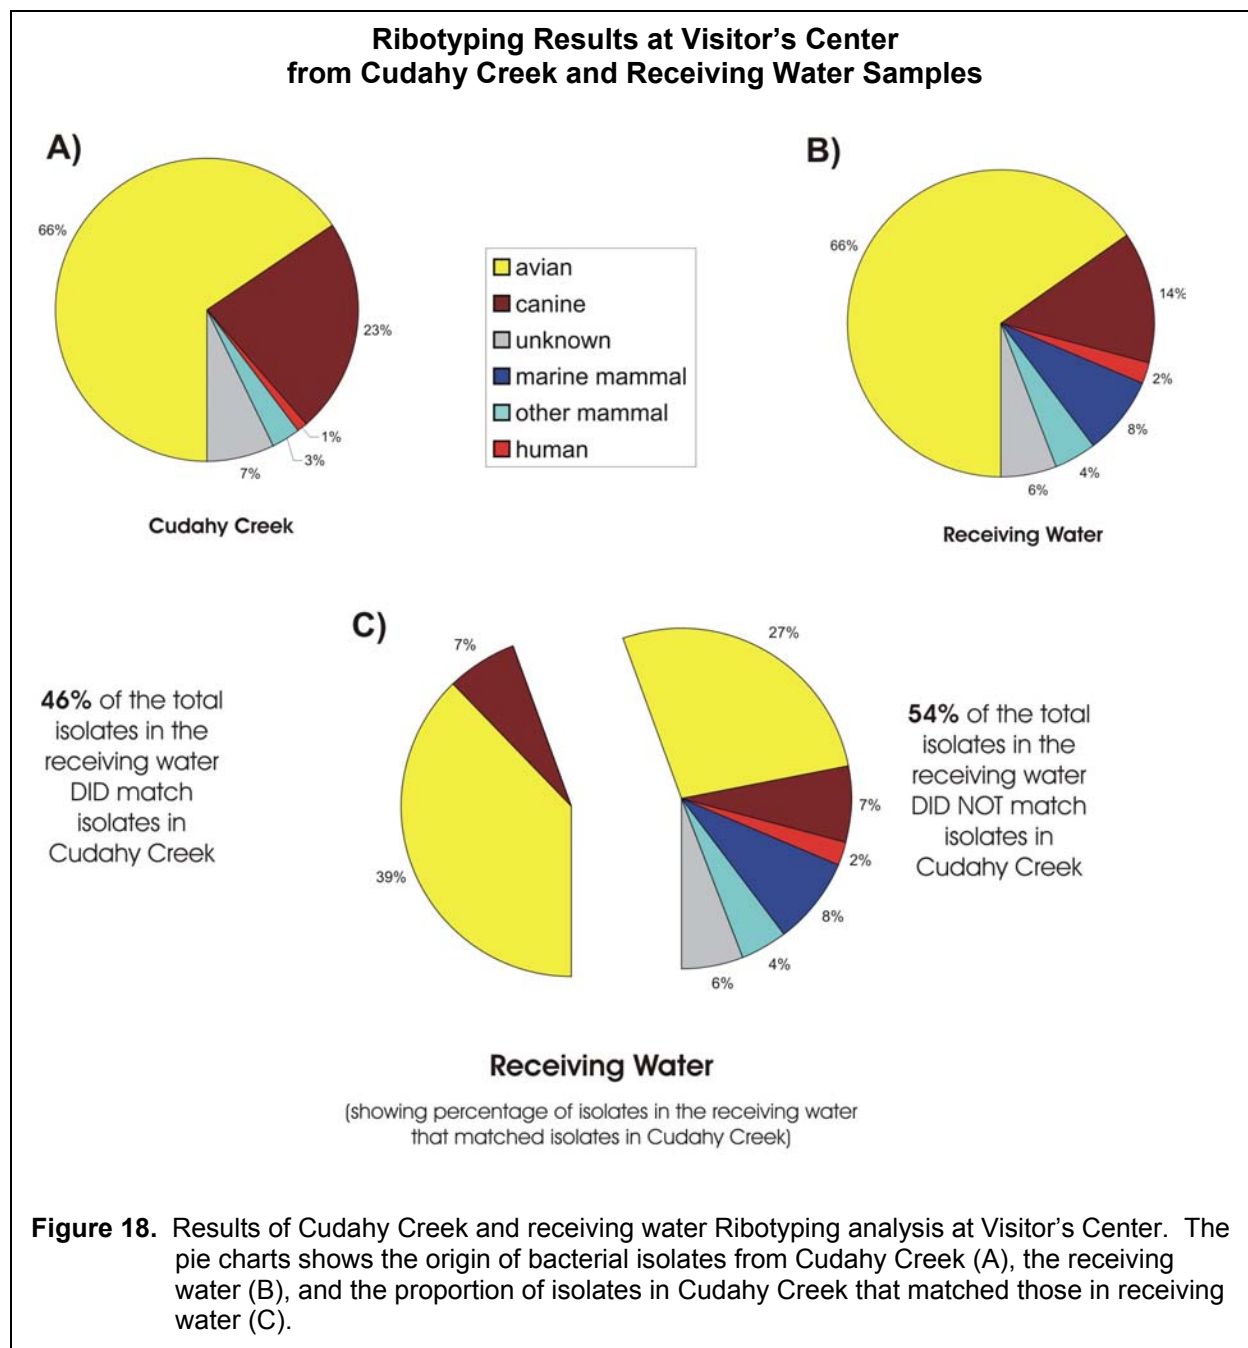 Ribotyping Results at Visitor’s Center
from Cudahy Creek and Receiving Water Samples
A)
66%
23%
1%
3%
7%
Cudahy Creek
avian
canine
unknown
marine mammal
other mammal
human
B)
66%
14%
2%
8%
4%
6%
Receiving Water
C)
46% of the total
isolates in the
receiving water
DID match
isolates in
Cudahy Creek
7%
39%
27%
7%
2%
8%
4%
6%
54% of the total
isolates in the
receiving water
DID NOT match
isolates in
Cudahy Creek
Receiving Water
(showing percentage of isolates in the receiving water
that matched isolates in Cudahy Creek)
Figure 18. Results of Cudahy Creek and receiving water Ribotyping analysis at Visitor’s Center. The
pie charts shows the origin of bacterial isolates from Cudahy Creek (A), the receiving
water (B), and the proportion of isolates in Cudahy Creek that matched those in receiving
water (C).